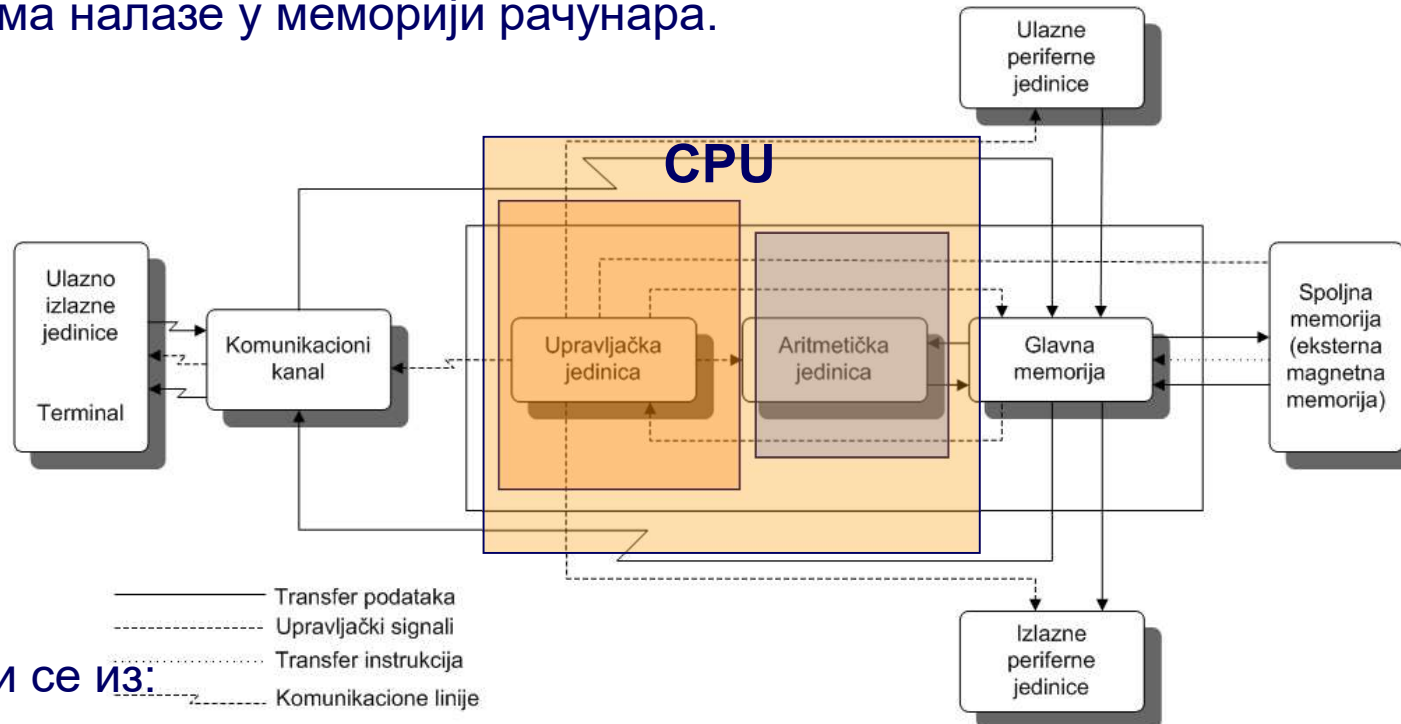 ма налазе у меморији рачунара.
Ulazne
periferne
jedinice
CPU
Ulazno
izlazne
jedinice
Terminal
Komunikacioni
kanal
Upravljačka
jedinica
Aritmetička
jedinica
Glavna
memorija
Spoljna
memorija
(eksterna
magnetna
memorija)
Transfer podataka
Upravljački signali
Transfer instrukcija
Komunikacione linije
и се из:
Izlazne
periferne
jedinice